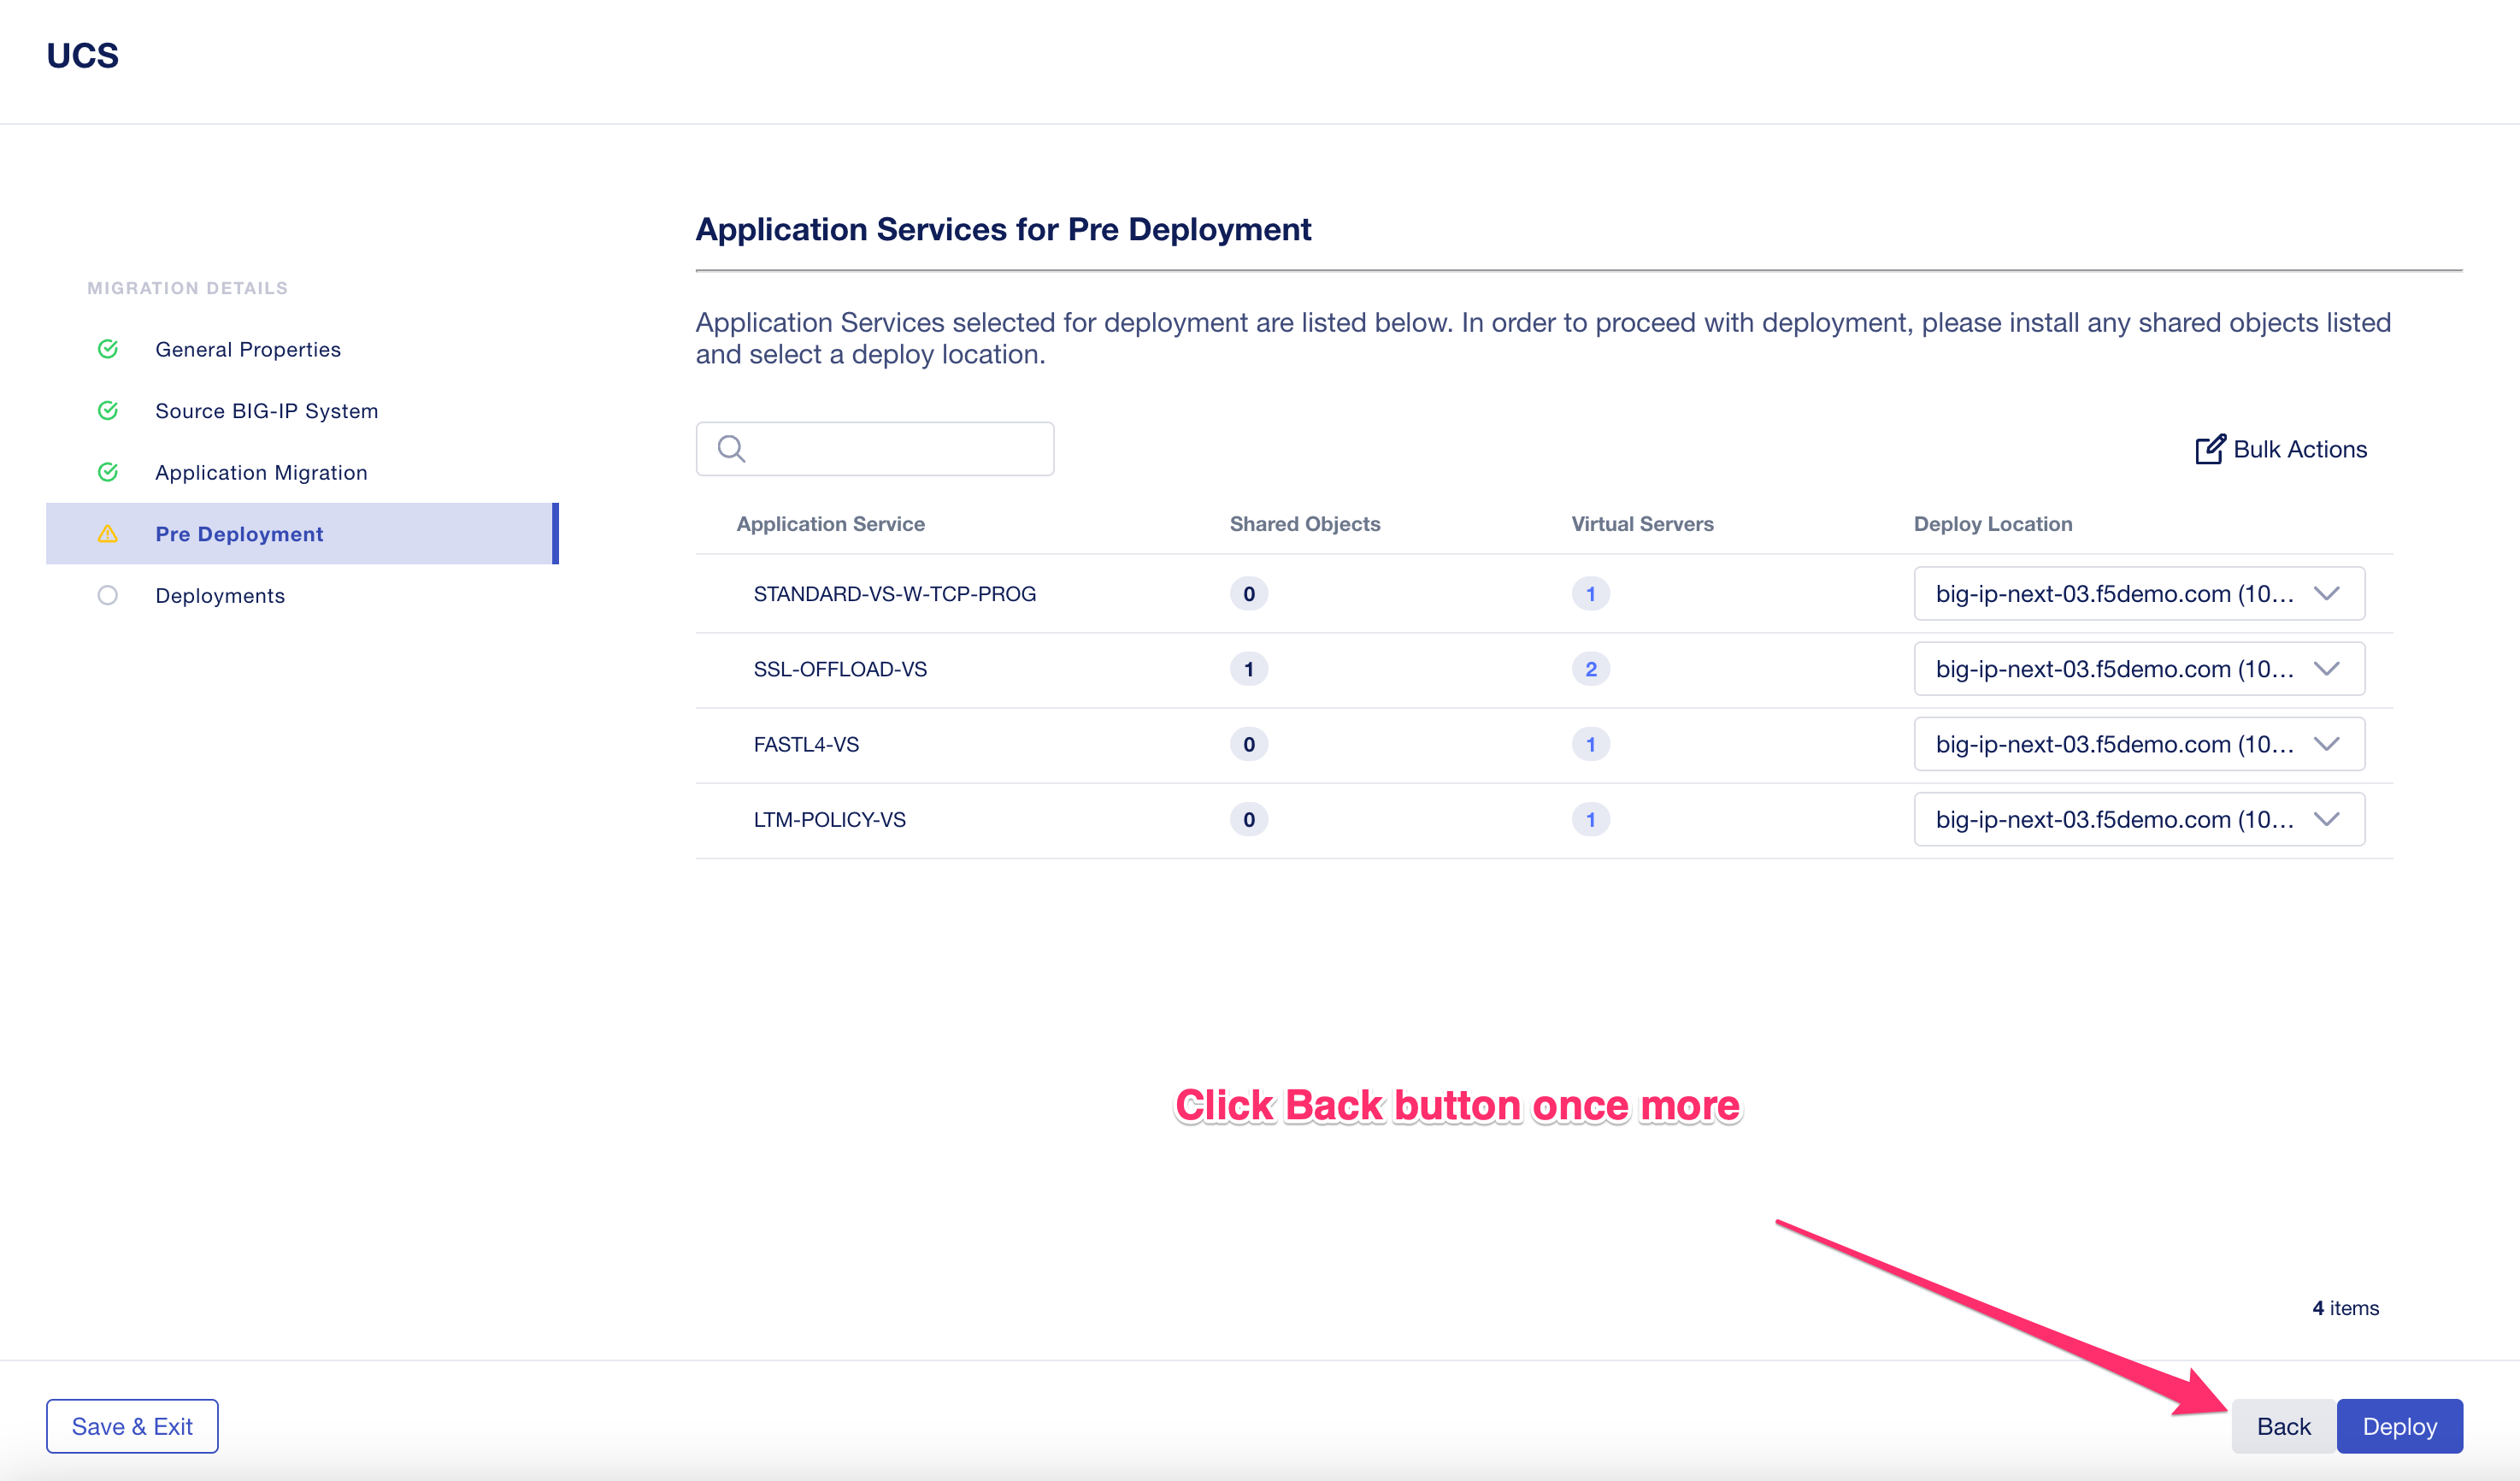 UCS
MIGRATION DETAILS
General Properties
Source BIG-IP System
Application Migration
Pre Deployment
Deployments
Application Services for Pre Deployment
Application Services selected for deployment are listed below. In order to proceed with deployment, please install any shared objects listed
and select a deploy location.
Bulk Actions
Application Service Shared Objects Virtual Servers Deploy Location
STANDARD-VS-W-TCP-PROG 0 1 big-ip-next-03.f5demo.com (10...
SSL-OFFLOAD-VS 1 2 big-ip-next-03.f5demo.com (10...
FASTL4-VS 0 1 big-ip-next-03.f5demo.com (10...
LTM-POLICY-VS 0 1 big-ip-next-03.f5demo.com (10...
Click Back button once more
4 items
Save & Exit
Back
Deploy